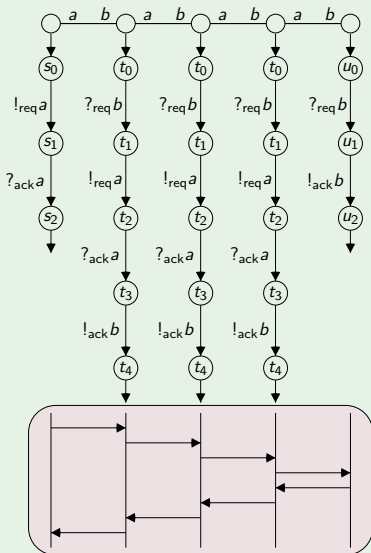 a b a b a b a b
s₀ t₀ t₀ t₀ u₀
!req a ?req b ?req b ?req b ?req b
s₁ t₁ t₁ t₁ u₁
?ack a !req a !req a !req a !ack b
s₂ t₂ t₂ t₂ u₂
?ack a ?ack a ?ack a
t₃ t₃ t₃
!ack b !ack b !ack b
t₄ t₄ t₄